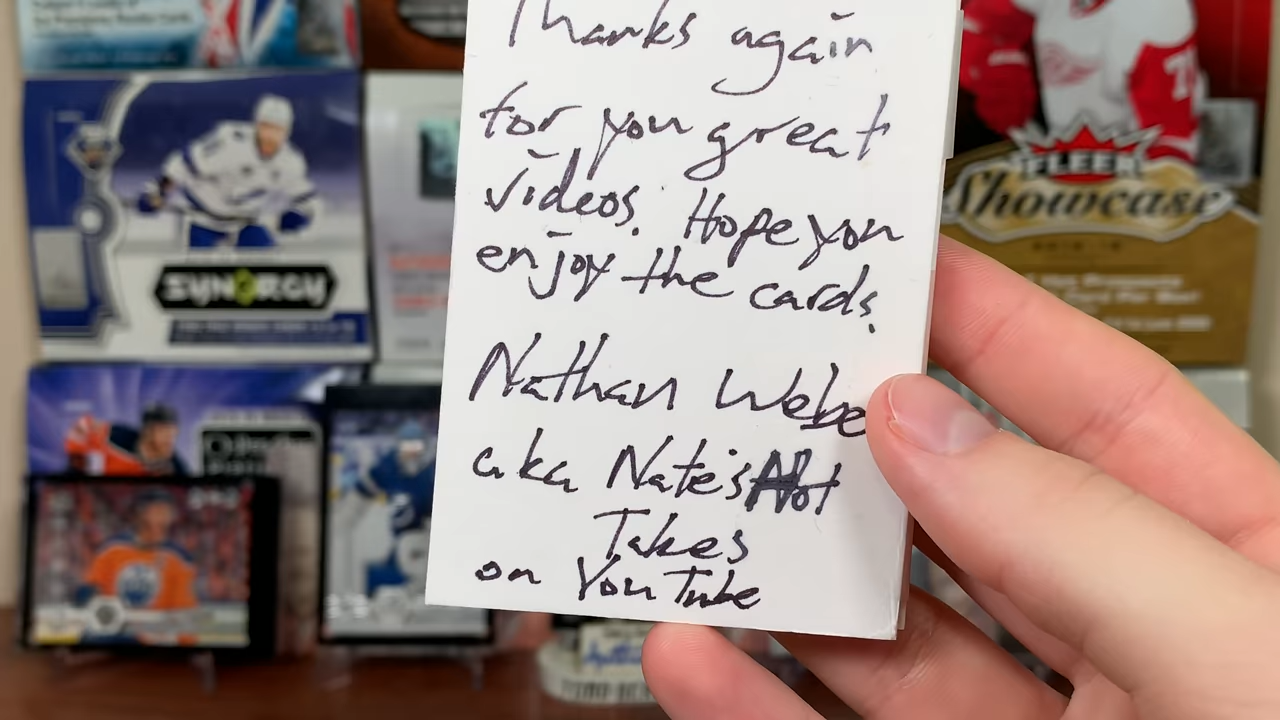 Thanks again
for you great
videos. Hope you
enjoy the cards.
Nathan Webe
aka Nate's Hot
Takes
on YouTube
SYNERGY
FLEER
Showcase